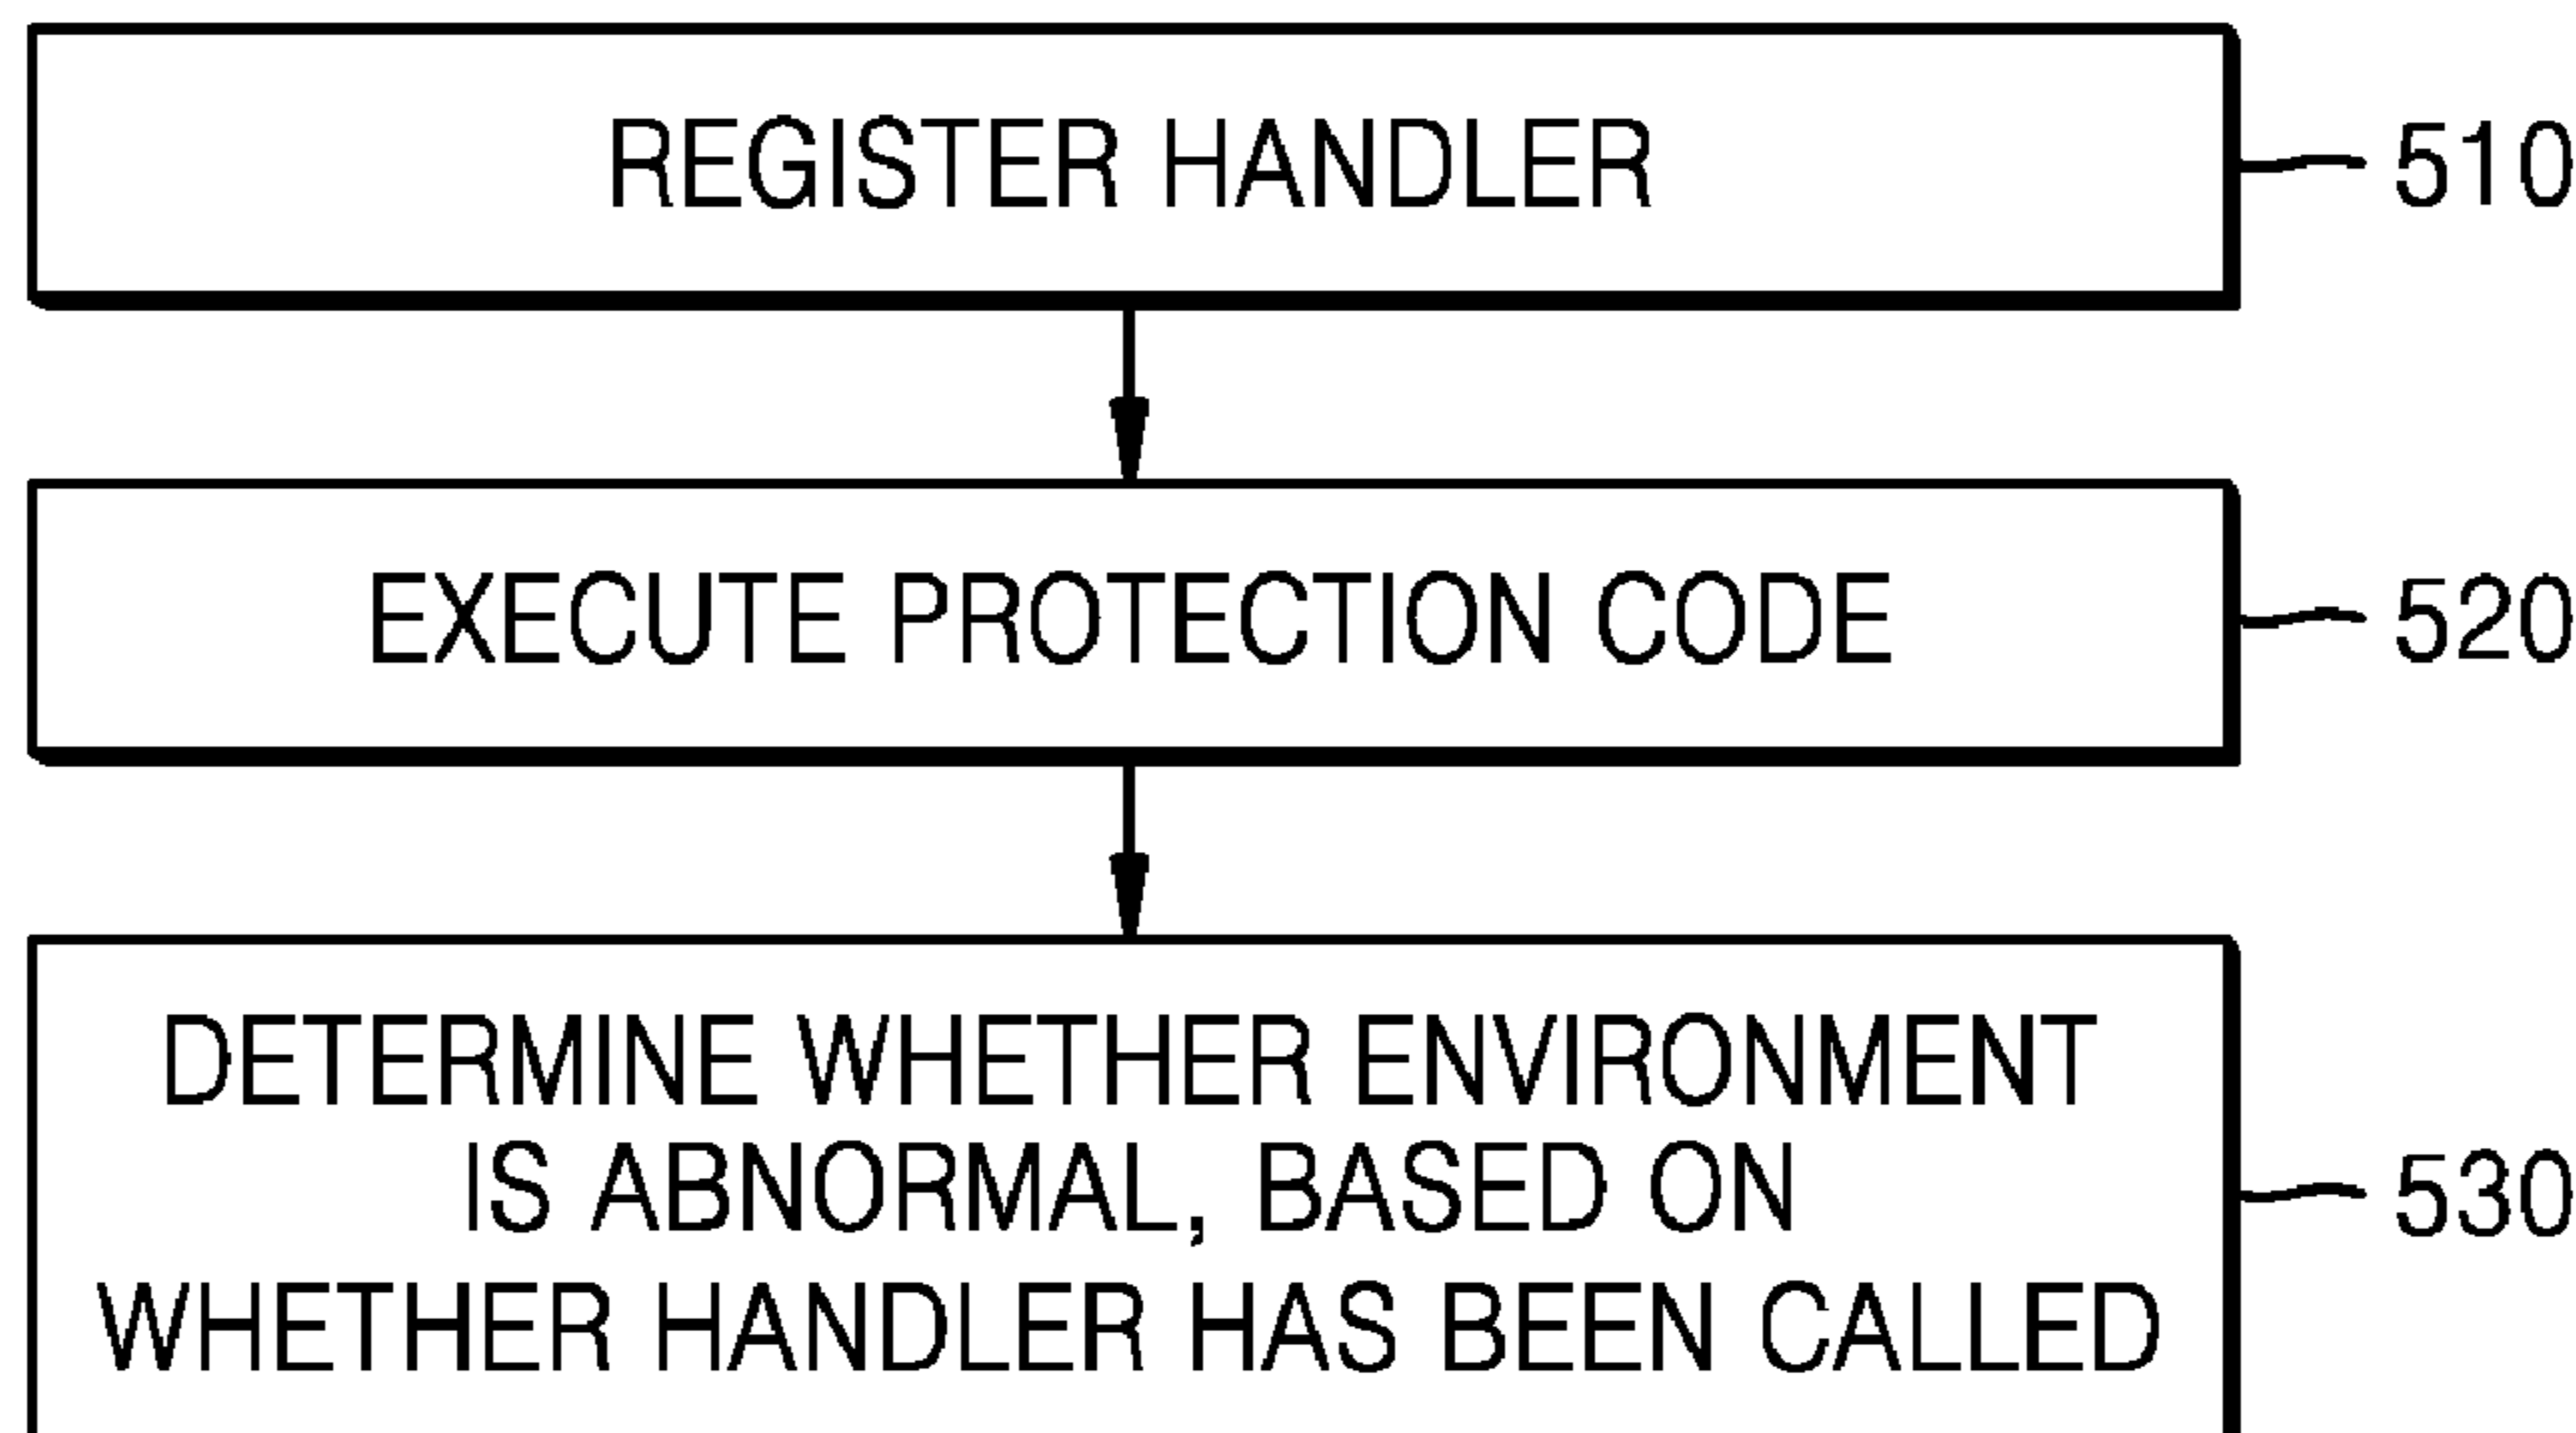 REGISTER HANDLER
510
EXECUTE PROTECTION CODE
520
DETERMINE WHETHER ENVIRONMENT
IS ABNORMAL, BASED ON
WHETHER HANDLER HAS BEEN CALLED
530